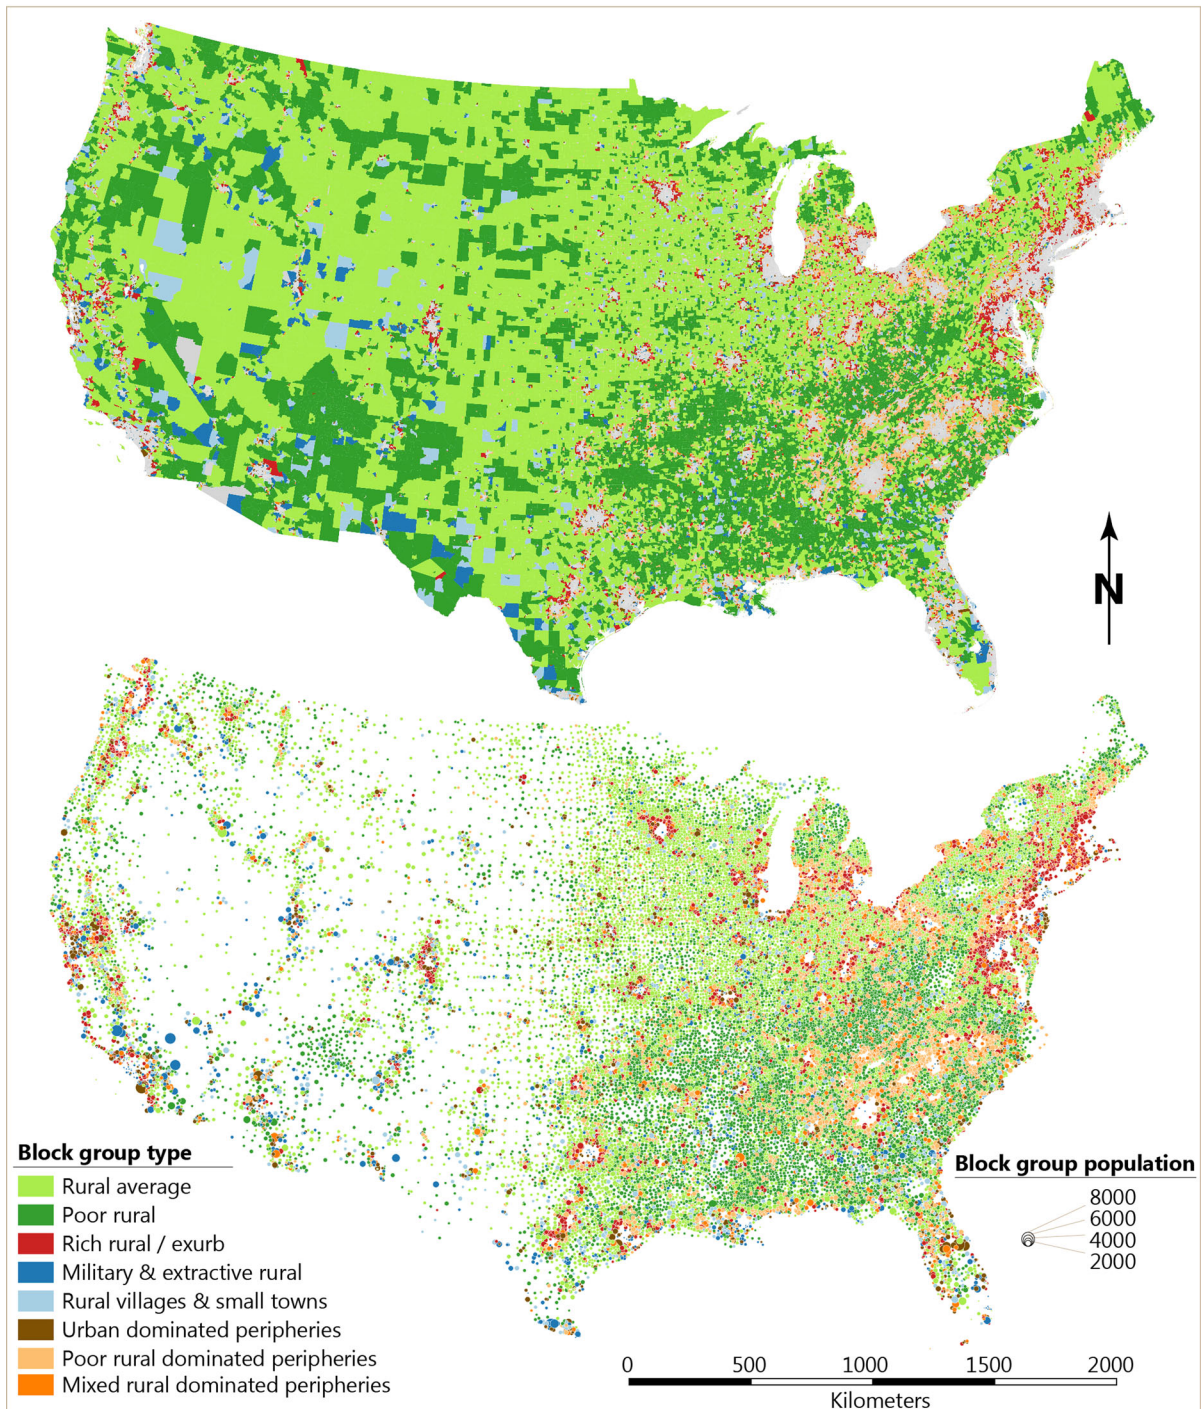 N
Block group type
Rural average
Poor rural
Rich rural / exurb
Military & extractive rural
Rural villages & small towns
Urban dominated peripheries
Poor rural dominated peripheries
Mixed rural dominated peripheries
Block group population
8000
6000
4000
2000
0 500 1000 1500 2000
Kilometers